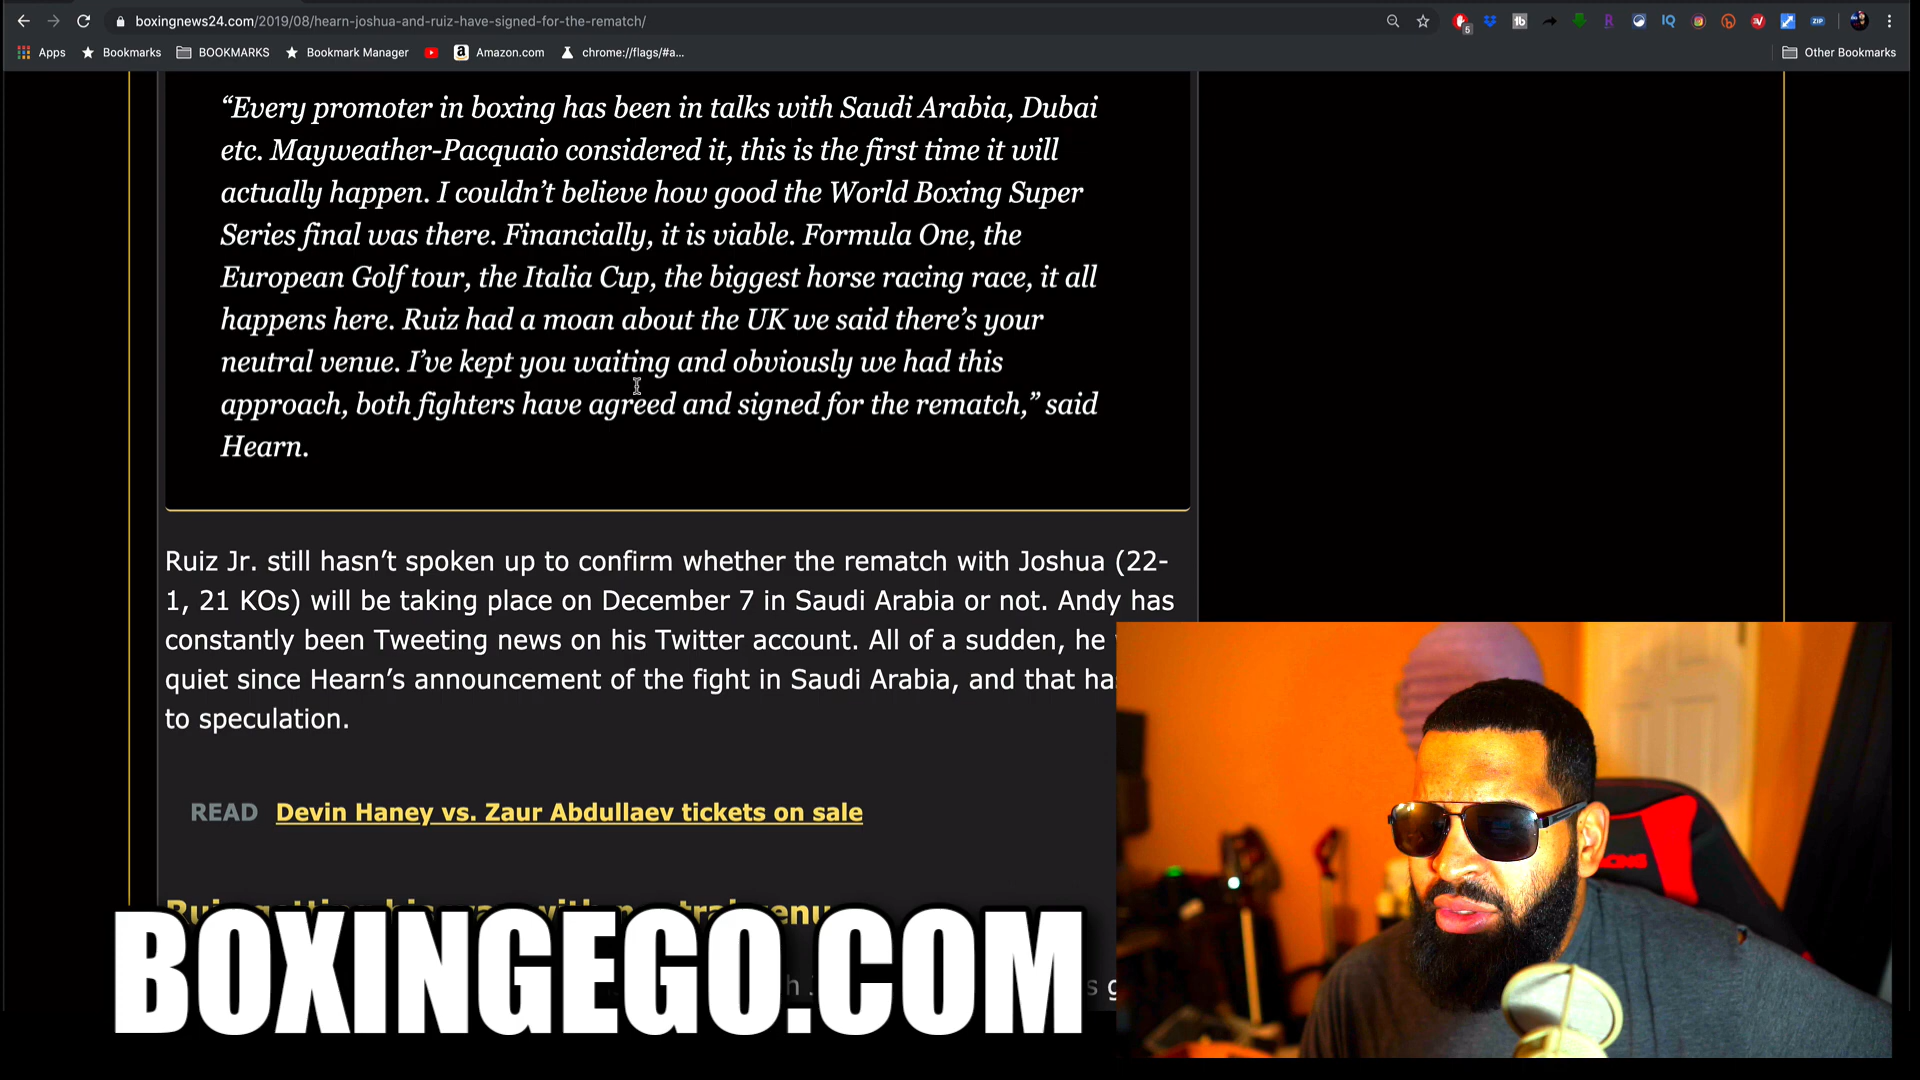 boxingnews24.com/2019/08/hearn-joshua-and-ruiz-have-signed-for-the-rematch/
5
IQ
ZIP
Apps
Bookmarks
BOOKMARKS
Bookmark Manager
Amazon.com
chrome://flags/#a...
Other Bookmarks
“Every promoter in boxing has been in talks with Saudi Arabia, Dubai
etc. Mayweather-Pacquaio considered it, this is the first time it will
actually happen. I couldn’t believe how good the World Boxing Super
Series final was there. Financially, it is viable. Formula One, the
European Golf tour, the Italia Cup, the biggest horse racing race, it all
happens here. Ruiz had a moan about the UK we said there’s your
neutral venue. I’ve kept you waiting and obviously we had this
approach, both fighters have agreed and signed for the rematch,” said
Hearn.
Ruiz Jr. still hasn’t spoken up to confirm whether the rematch with Joshua (22-
1, 21 KOs) will be taking place on December 7 in Saudi Arabia or not. Andy has
constantly been Tweeting news on his Twitter account. All of a sudden, he
quiet since Hearn’s announcement of the fight in Saudi Arabia, and that
to speculation.
READ Devin Haney vs. Zaur Abdullaev tickets on sale
BOXINGEGO.COM